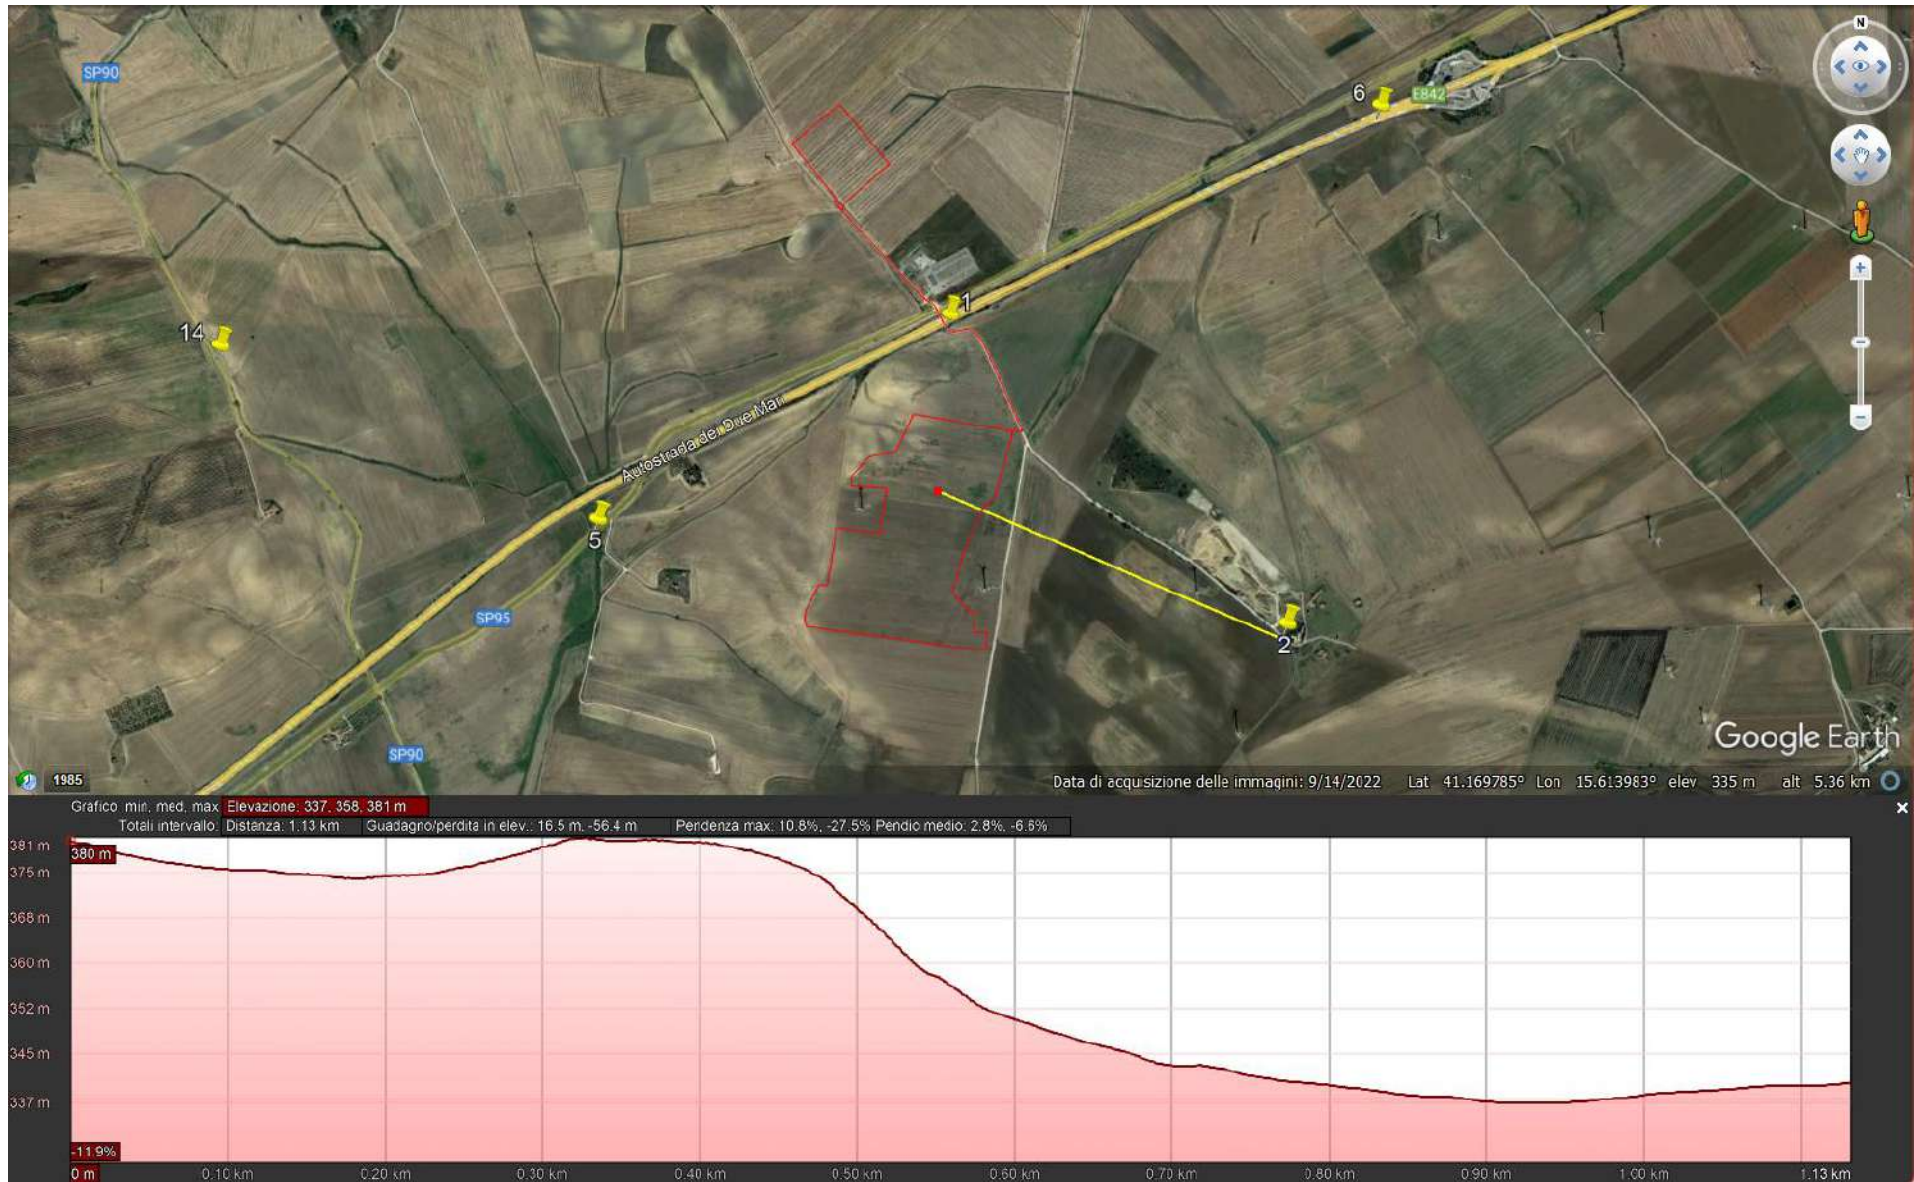 N
SP90
6
E842
1
14
Autostrada dei Due Mari
5
SP95
2
SP90
Google Earth
1985
Data di acquisizione delle immagini: 9/14/2022 Lat 41.169785° Lon 15.613983° elev 335 m alt 5.36 km
Grafico min, med, max Elevazione: 337, 358, 381 m
Totali intervallo: Distanza: 1.13 km Guadagno/perdita in elev.: 16.5 m, -56.4 m Pendenza max: 10.8%, -27.5% Pendio medio: 2.8%, -6.6%
381 m
380 m
375 m
368 m
360 m
352 m
345 m
337 m
-11.9%
0 m 0.10 km 0.20 km 0.30 km 0.40 km 0.50 km 0.60 km 0.70 km 0.80 km 0.90 km 1.00 km 1.13 km